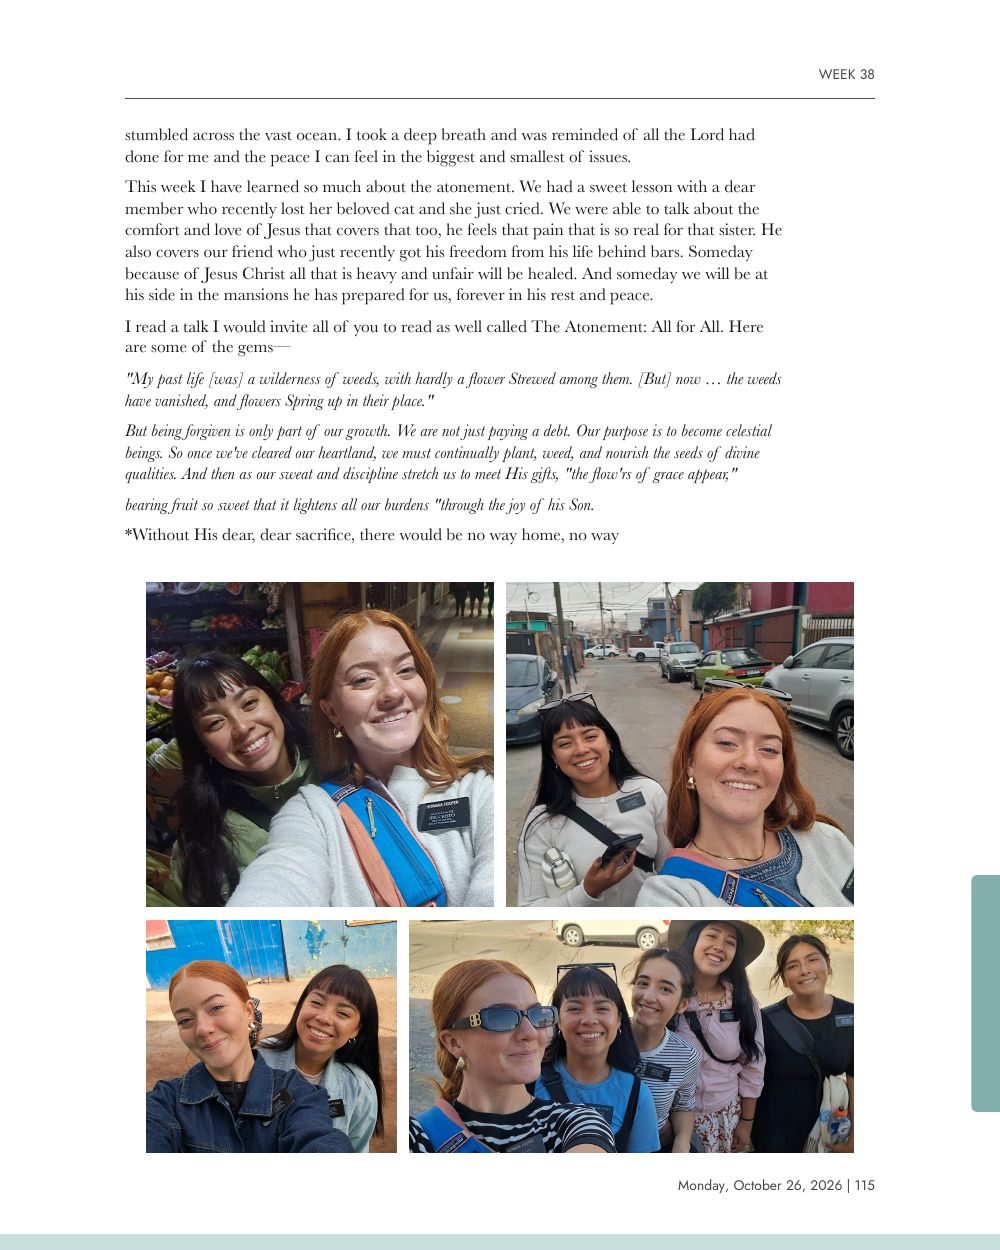 WEEK 38
stumbled across the vast ocean. I took a deep breath and was reminded of all the Lord had
done for me and the peace I can feel in the biggest and smallest of issues.
This week I have learned so much about the atonement. We had a sweet lesson with a dear
member who recently lost her beloved cat and she just cried. We were able to talk about the
comfort and love of Jesus that covers that too, he feels that pain that is so real for that sister. He
also covers our friend who just recently got his freedom from his life behind bars. Someday
because of Jesus Christ all that is heavy and unfair will be healed. And someday we will be at
his side in the mansions he has prepared for us, forever in his rest and peace.
I read a talk I would invite all of you to read as well called The Atonement: All for All. Here
are some of the gems—
"My past life [was] a wilderness of weeds, with hardly a flower Strewed among them. [But] now … the weeds
have vanished, and flowers Spring up in their place."
But being forgiven is only part of our growth. We are not just paying a debt. Our purpose is to become celestial
beings. So once we've cleared our heartland, we must continually plant, weed, and nourish the seeds of divine
qualities. And then as our sweat and discipline stretch us to meet His gifts, "the flow'rs of grace appear,"
bearing fruit so sweet that it lightens all our burdens "through the joy of his Son.
*Without His dear, dear sacrifice, there would be no way home, no way
HERMANA HOOPER
JESUCRISTO
Monday, October 26, 2026 | 115